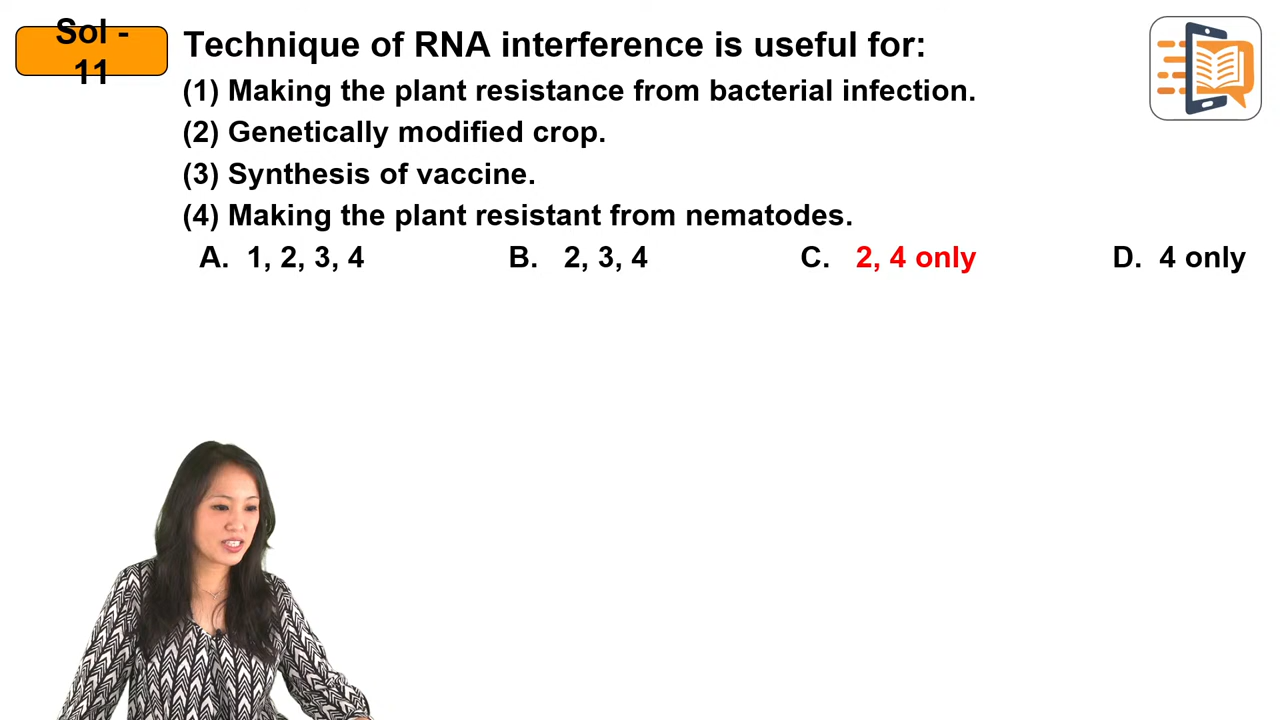 Sol -
11
Technique of RNA interference is useful for:
(1) Making the plant resistance from bacterial infection.
(2) Genetically modified crop.
(3) Synthesis of vaccine.
(4) Making the plant resistant from nematodes.
A. 1, 2, 3, 4 B. 2, 3, 4 C. 2, 4 only D. 4 only